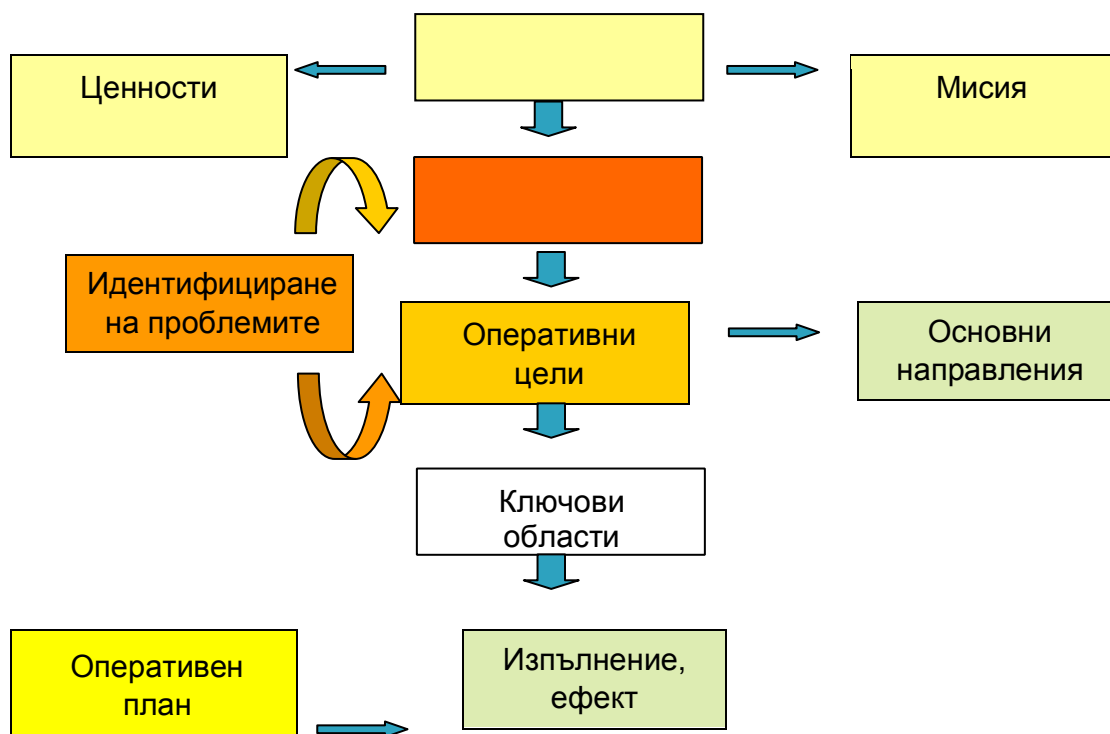 Ценности
Мисия
Идентифициране
на проблемите
Оперативни
цели
Основни
направления
Ключови
области
Оперативен
план
Изпълнение,
ефект